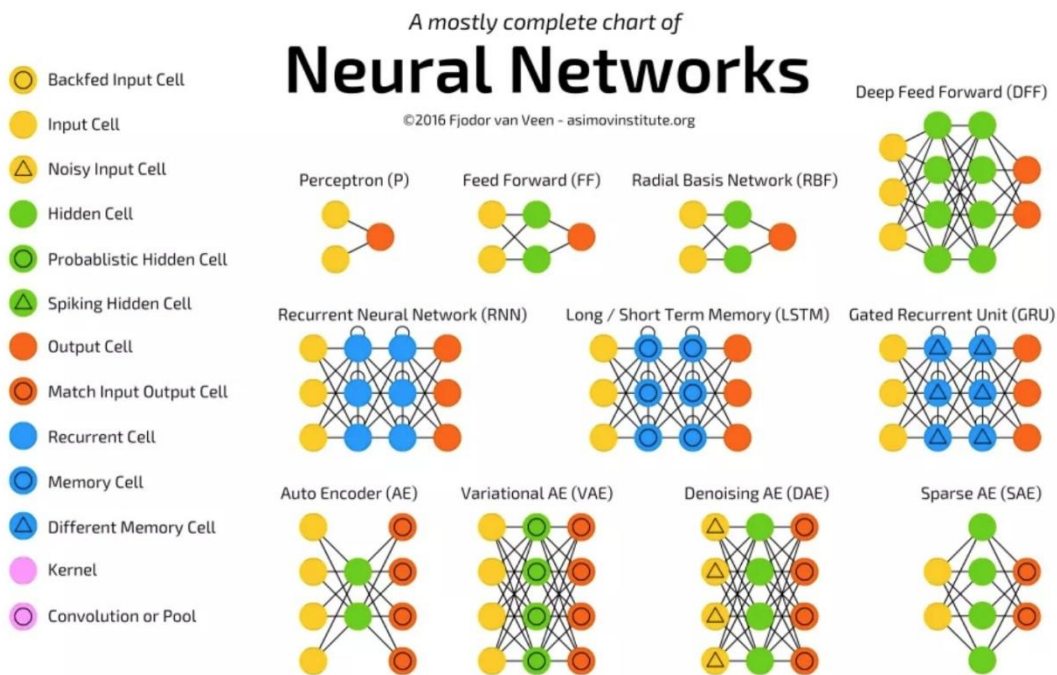 A mostly complete chart of
Neural Networks
©2016 Fjodor van Veen - asimovinstitute.org
Backfed Input Cell
Input Cell
Noisy Input Cell
Hidden Cell
Probablistic Hidden Cell
Spiking Hidden Cell
Output Cell
Match Input Output Cell
Recurrent Cell
Memory Cell
Different Memory Cell
Kernel
Convolution or Pool
Deep Feed Forward (DFF)
Perceptron (P)
Feed Forward (FF)
Radial Basis Network (RBF)
Recurrent Neural Network (RNN)
Long / Short Term Memory (LSTM)
Gated Recurrent Unit (GRU)
Auto Encoder (AE)
Variational AE (VAE)
Denoising AE (DAE)
Sparse AE (SAE)